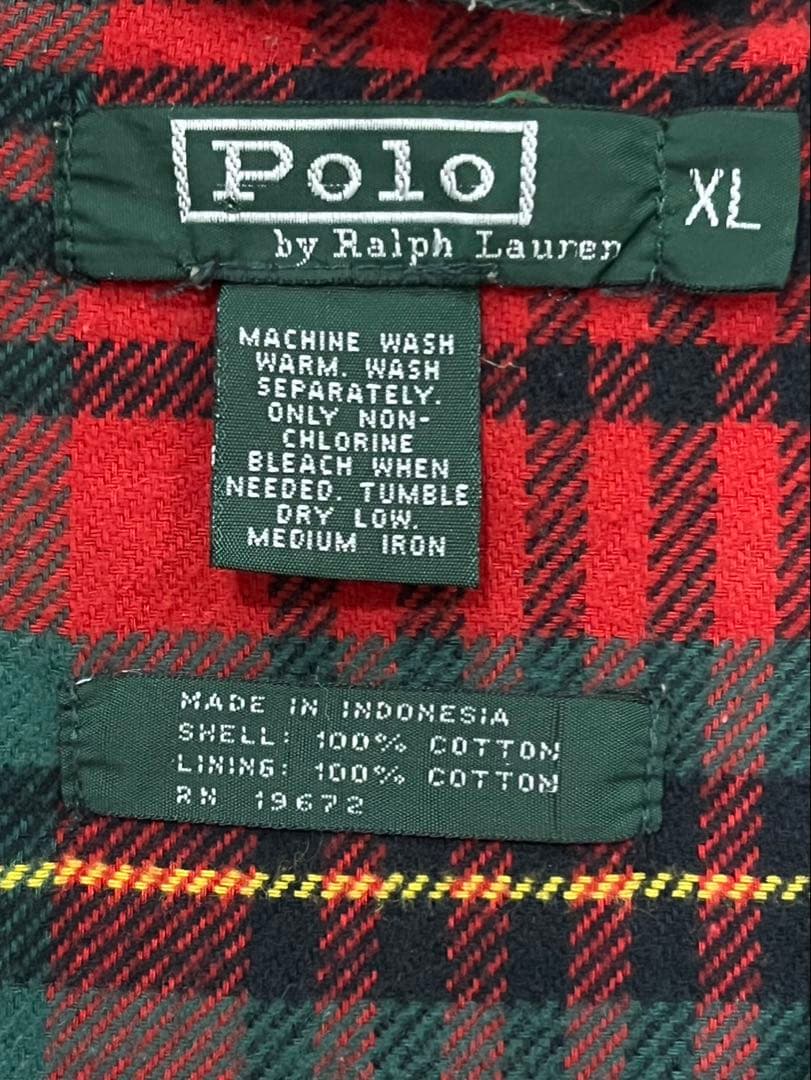 Polo
by Ralph Lauren
XL
MACHINE WASH
WARM. WASH
SEPARATELY.
ONLY NON-
CHLORINE
BLEACH WHEN
NEEDED. TUMBLE
DRY LOW.
MEDIUM IRON
MADE IN INDONESIA
SHELL: 100% COTTON
LINING: 100% COTTON
RN 19672